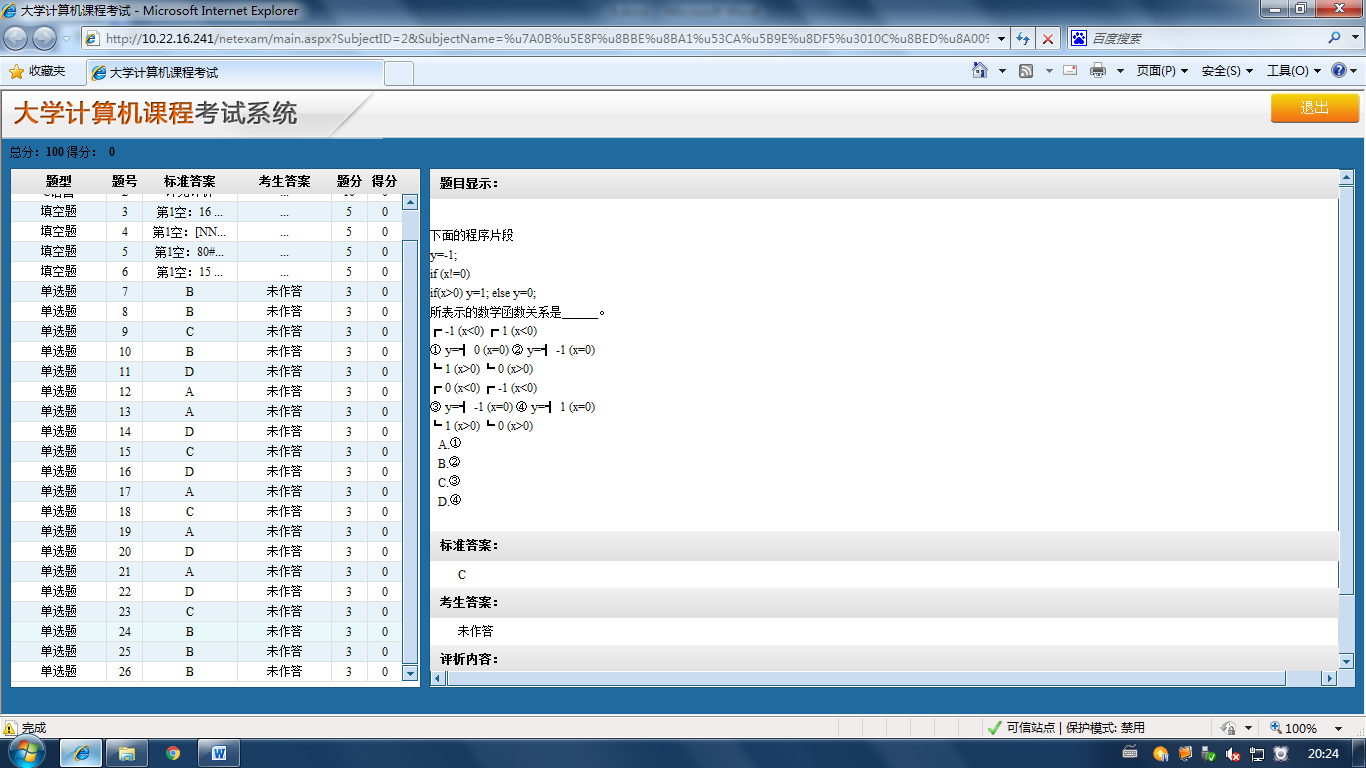 大学计算机课程考试 - Microsoft Internet Explorer
http://10.22.16.241/netexam/main.aspx?SubjectID=2&SubjectName=%u7A0B%u5E8F%u8BBE%u8BA1%u53CA%u5B9E%u8DF5%u3010C%u8BED%u8A00%
百度搜索
收藏夹
大学计算机课程考试
页面(P)
安全(S)
工具(O)
大学计算机课程考试系统
退出
总分：100 得分： 0
题型 题号 标准答案 考生答案 题分 得分
填空题 3 第1空：16 ... ... 5 0
填空题 4 第1空：[NN... ... 5 0
填空题 5 第1空：80#... ... 5 0
填空题 6 第1空：15 ... ... 5 0
单选题 7 B 未作答 3 0
单选题 8 B 未作答 3 0
单选题 9 C 未作答 3 0
单选题 10 B 未作答 3 0
单选题 11 D 未作答 3 0
单选题 12 A 未作答 3 0
单选题 13 A 未作答 3 0
单选题 14 D 未作答 3 0
单选题 15 C 未作答 3 0
单选题 16 D 未作答 3 0
单选题 17 A 未作答 3 0
单选题 18 C 未作答 3 0
单选题 19 A 未作答 3 0
单选题 20 D 未作答 3 0
单选题 21 A 未作答 3 0
单选题 22 D 未作答 3 0
单选题 23 C 未作答 3 0
单选题 24 B 未作答 3 0
单选题 25 B 未作答 3 0
单选题 26 B 未作答 3 0
题目显示：
下面的程序片段
y=-1;
if (x!=0)
if(x>0) y=1; else y=0;
所表示的数学函数关系是______。
┏ -1 (x<0) ┏ 1 (x<0)
① y=┫ 0 (x=0) ② y=┫ -1 (x=0)
┗ 1 (x>0) ┗ 0 (x>0)
┏ 0 (x<0) ┏ -1 (x<0)
③ y=┫ -1 (x=0) ④ y=┫ 1 (x=0)
┗ 1 (x>0) ┗ 0 (x>0)
A.①
B.②
C.③
D.④
标准答案：
C
考生答案：
未作答
评析内容：
完成
可信站点 | 保护模式: 禁用
100%
20:24